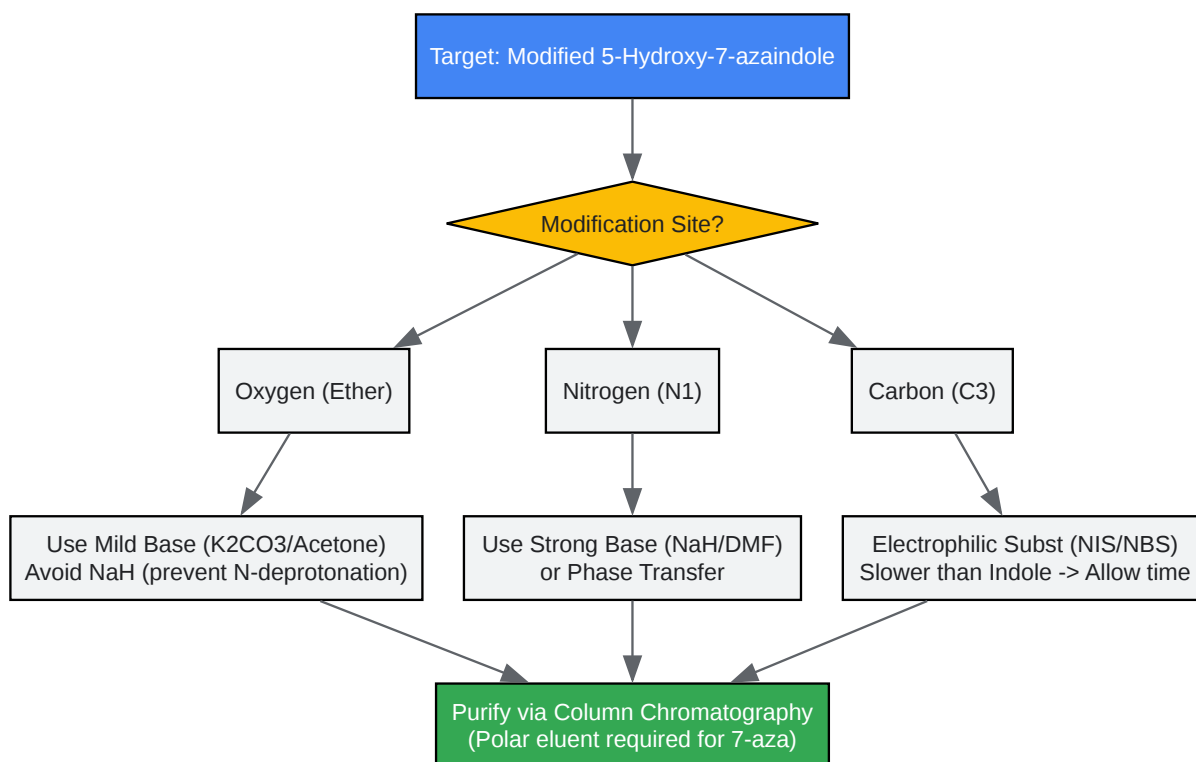 Target: Modified 5-Hydroxy-7-azaindole
Modification Site?
Oxygen (Ether)
Nitrogen (N1)
Carbon (C3)
Use Mild Base (K2CO3/Acetone)
Avoid NaH (prevent N-deprotonation)
Use Strong Base (NaH/DMF)
or Phase Transfer
Electrophilic Subst (NIS/NBS)
Slower than Indole -> Allow time
Purify via Column Chromatography
(Polar eluent required for 7-aza)